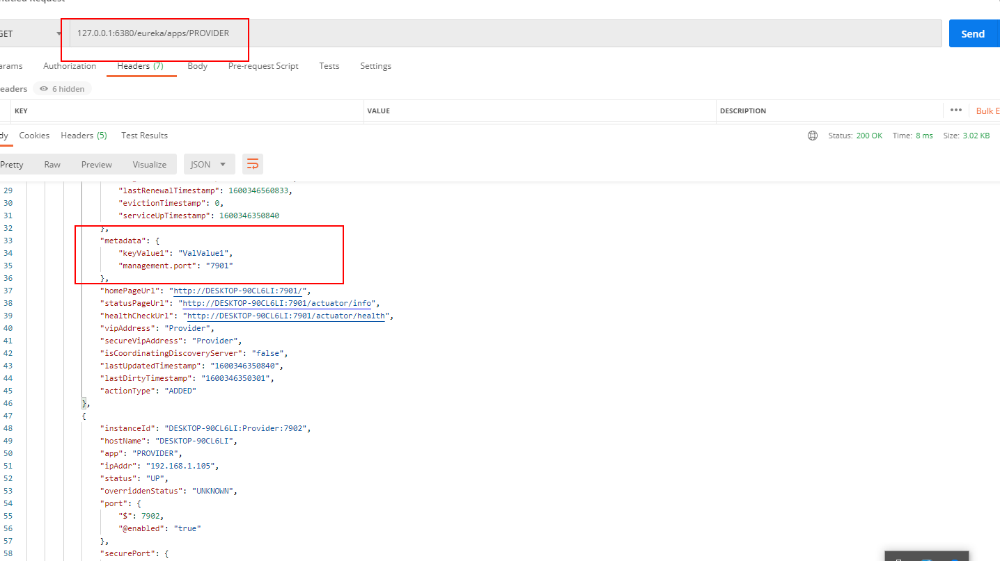 GET 127.0.0.1:6380/eureka/apps/PROVIDER Send
Authorization Headers (7) Body Pre-request Script Tests Settings
6 hidden
KEY VALUE DESCRIPTION ••• Bulk E
Cookies Headers (5) Test Results Status: 200 OK Time: 8 ms Size: 3.02 KB
Pretty Raw Preview Visualize JSON
29 "lastRenewalTimestamp": 1600346560833,
30 "evictionTimestamp": 0,
31 "serviceUpTimestamp": 1600346350840
32 },
33 "metadata": {
34 "keyValue1": "ValValue1",
35 "management.port": "7901"
36 },
37 "homePageUrl": "http://DESKTOP-90CL6LI:7901/",
38 "statusPageUrl": "http://DESKTOP-90CL6LI:7901/actuator/info",
39 "healthCheckUrl": "http://DESKTOP-90CL6LI:7901/actuator/health",
40 "vipAddress": "Provider",
41 "secureVipAddress": "Provider",
42 "isCoordinatingDiscoveryServer": "false",
43 "lastUpdatedTimestamp": "1600346350840",
44 "lastDirtyTimestamp": "1600346350301",
45 "actionType": "ADDED"
46 },
47 {
48 "instanceId": "DESKTOP-90CL6LI:Provider:7902",
49 "hostName": "DESKTOP-90CL6LI",
50 "app": "PROVIDER",
51 "ipAddr": "192.168.1.105",
52 "status": "UP",
53 "overriddenStatus": "UNKNOWN",
54 "port": {
55 "$": 7902,
56 "@enabled": "true"
57 },
58 "securePort": {